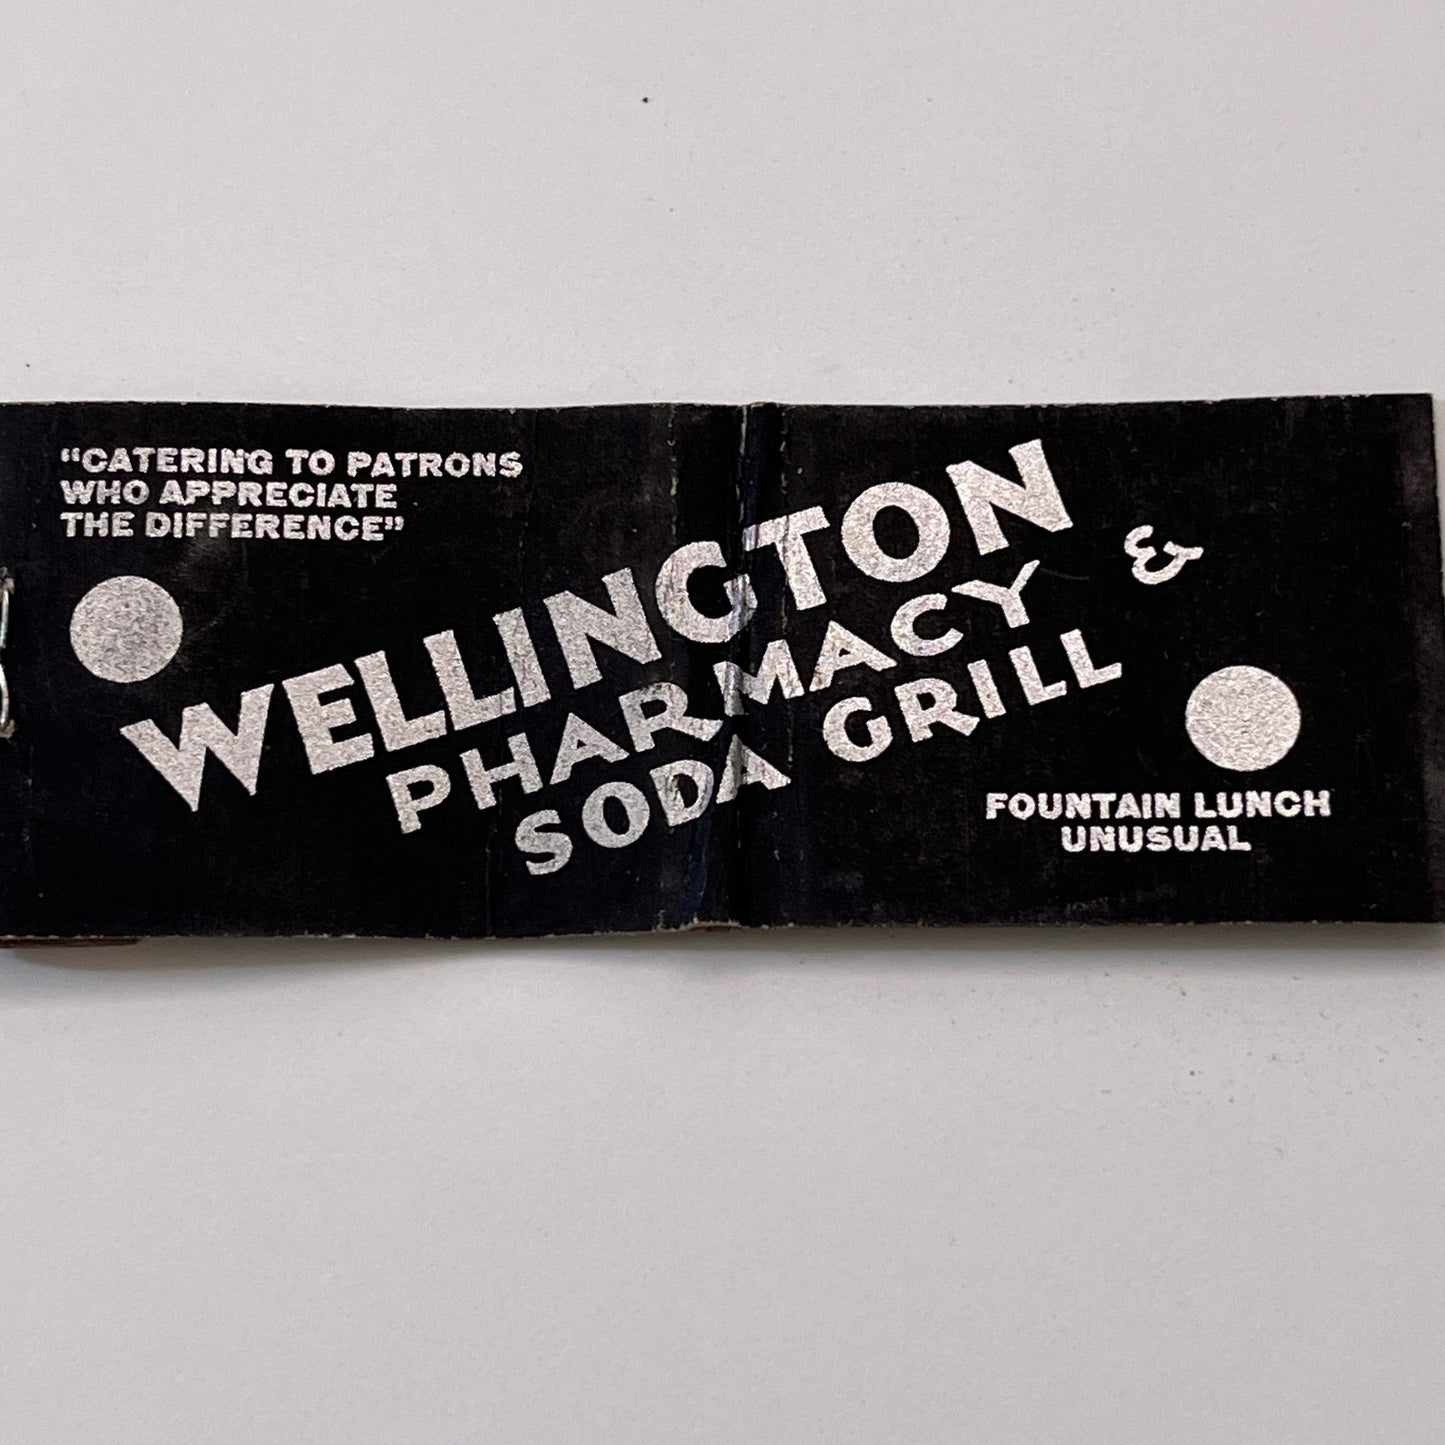 "CATERING TO PATRONS
WHO APPRECIATE
THE DIFFERENCE"
WELLINGTON
PHARMACY &
SODA GRILL
FOUNTAIN LUNCH
UNUSUAL